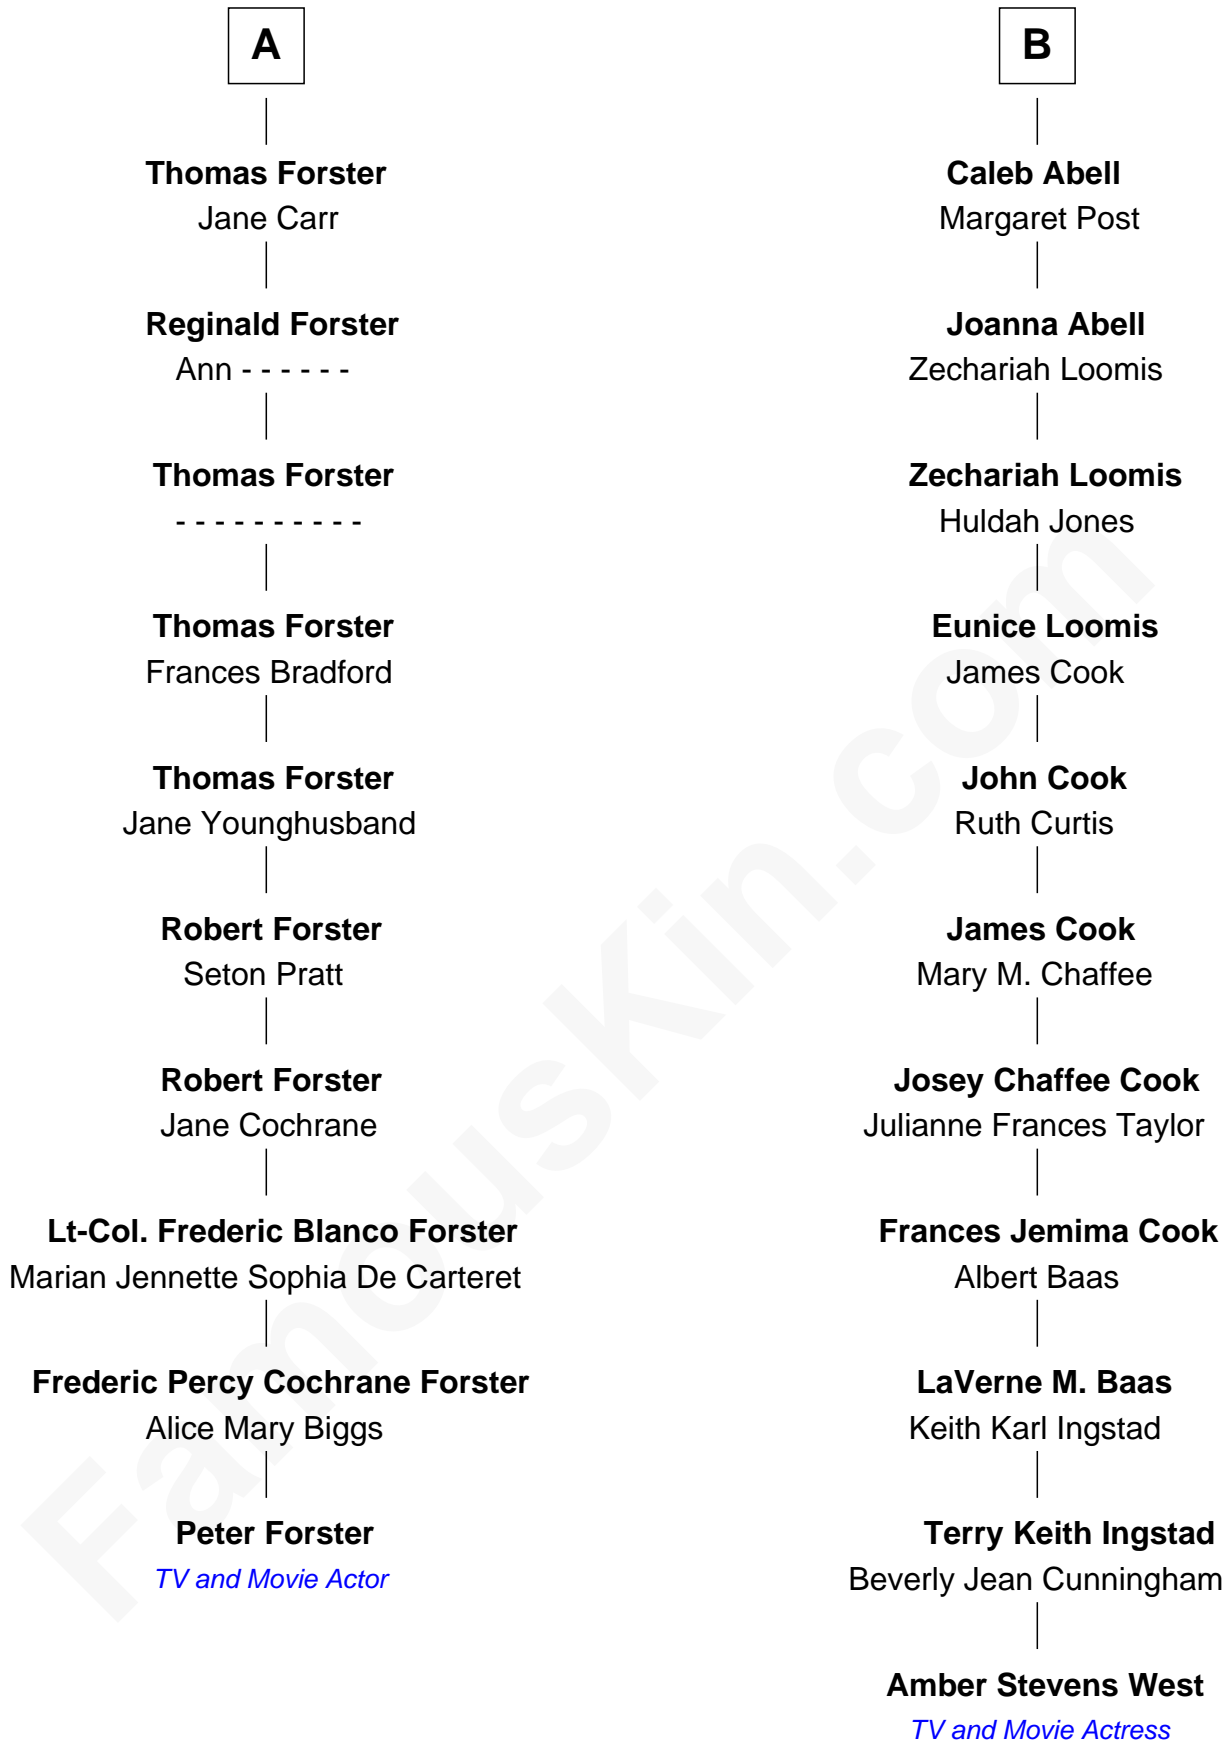 A
Thomas Forster
Jane Carr
Reginald Forster
Ann - - - - - -
Thomas Forster
- - - - - - - - - -
Thomas Forster
Frances Bradford
Thomas Forster
Jane Younghusband
Robert Forster
Seton Pratt
Robert Forster
Jane Cochrane
Lt-Col. Frederic Blanco Forster
Marian Jennette Sophia De Carteret
Frederic Percy Cochrane Forster
Alice Mary Biggs
Peter Forster
TV and Movie Actor
B
Caleb Abell
Margaret Post
Joanna Abell
Zechariah Loomis
Zechariah Loomis
Huldah Jones
Eunice Loomis
James Cook
John Cook
Ruth Curtis
James Cook
Mary M. Chaffee
Josey Chaffee Cook
Julianne Frances Taylor
Frances Jemima Cook
Albert Baas
LaVerne M. Baas
Keith Karl Ingstad
Terry Keith Ingstad
Beverly Jean Cunningham
Amber Stevens West
TV and Movie Actress
FamousKin.com